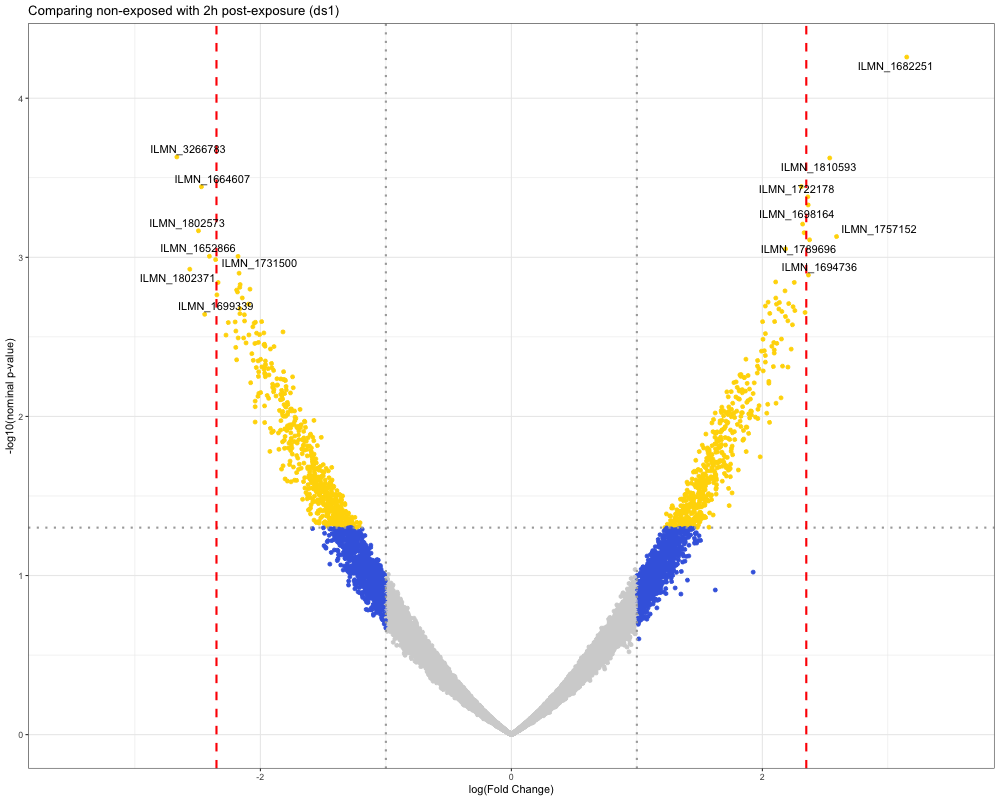 Comparing non-exposed with 2h post-exposure (ds1)
ILMN_1682251
4
ILMN_3266783
ILMN_1810593
ILMN_1664607
ILMN_1722178
ILMN_1698164
ILMN_1802573
ILMN_1757152
ILMN_1652866
ILMN_1789696
3
ILMN_1731500
ILMN_1694736
ILMN_1802371
ILMN_1699339
-log10(nominal p-value)
2
1
0
-2
0
2
log(Fold Change)